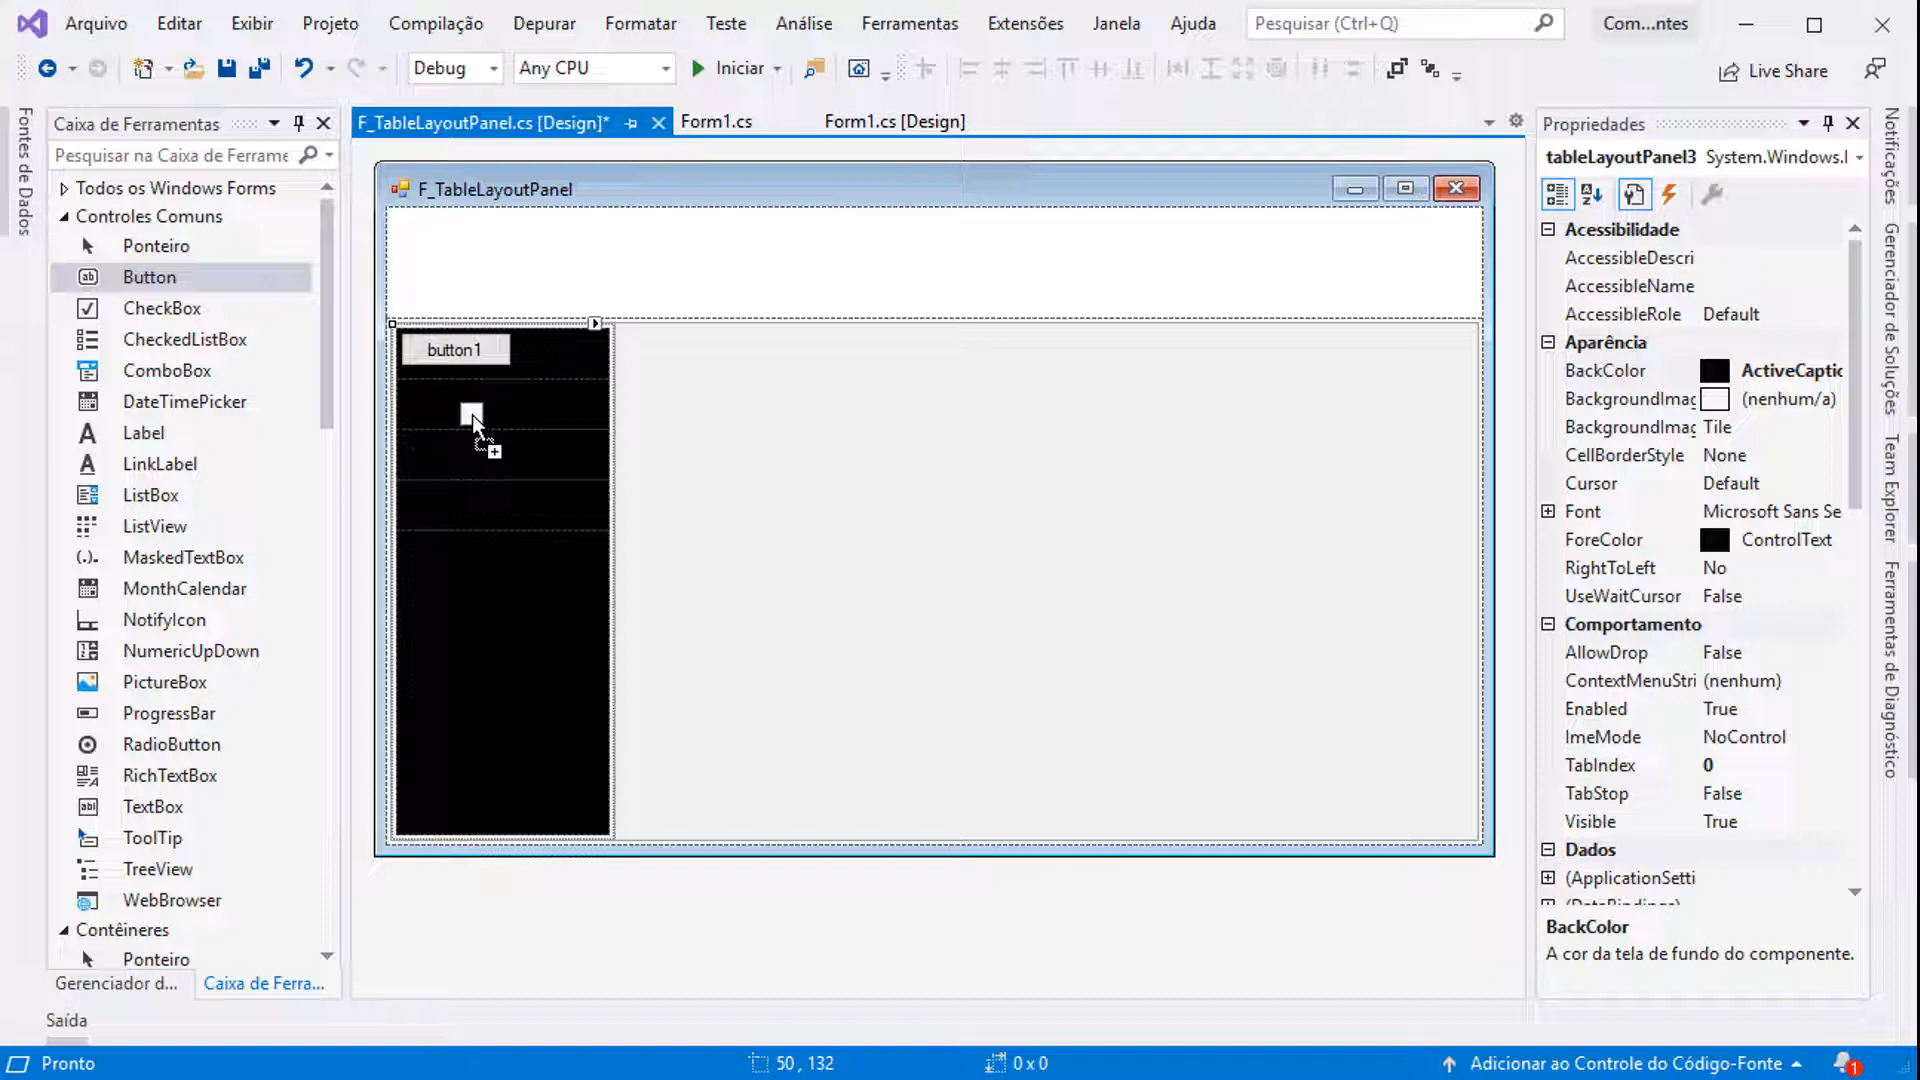 Arquivo Editar Exibir Projeto Compilação Depurar Formatar Teste Análise Ferramentas Extensões Janela Ajuda Pesquisar (Ctrl+Q) Com...ntes
Debug Any CPU Iniciar Live Share
Fontes de Dados
Caixa de Ferramentas
Pesquisar na Caixa de Ferrame
Todos os Windows Forms
Controles Comuns
Ponteiro
Button
CheckBox
CheckedListBox
ComboBox
DateTimePicker
Label
LinkLabel
ListBox
ListView
MaskedTextBox
MonthCalendar
NotifyIcon
NumericUpDown
PictureBox
ProgressBar
RadioButton
RichTextBox
TextBox
ToolTip
TreeView
WebBrowser
Contêineres
Ponteiro
Gerenciador d... Caixa de Ferra...
F_TableLayoutPanel.cs [Design]* Form1.cs Form1.cs [Design]
F_TableLayoutPanel
button1
Propriedades
tableLayoutPanel3 System.Windows.
Acessibilidade
AccessibleDescri
AccessibleName
AccessibleRole Default
Aparência
BackColor ActiveCaptic
BackgroundImag (nenhum/a)
BackgroundImag Tile
CellBorderStyle None
Cursor Default
Font Microsoft Sans Se
ForeColor ControlText
RightToLeft No
UseWaitCursor False
Comportamento
AllowDrop False
ContextMenuStri (nenhum)
Enabled True
ImeMode NoControl
TabIndex 0
TabStop False
Visible True
Dados
(ApplicationSetti
(DataBindings)
BackColor
A cor da tela de fundo do componente.
Notificações
Gerenciador de Soluções
Team Explorer
Ferramentas de Diagnóstico
Saída
Pronto 50 , 132 0 x 0 Adicionar ao Controle do Código-Fonte 1